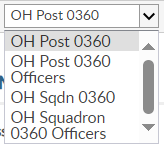 OH Post 0360
OH Post 0360
OH Post 0360
Officers
OH Sqdn 0360
OH Squadron
0360 Officers